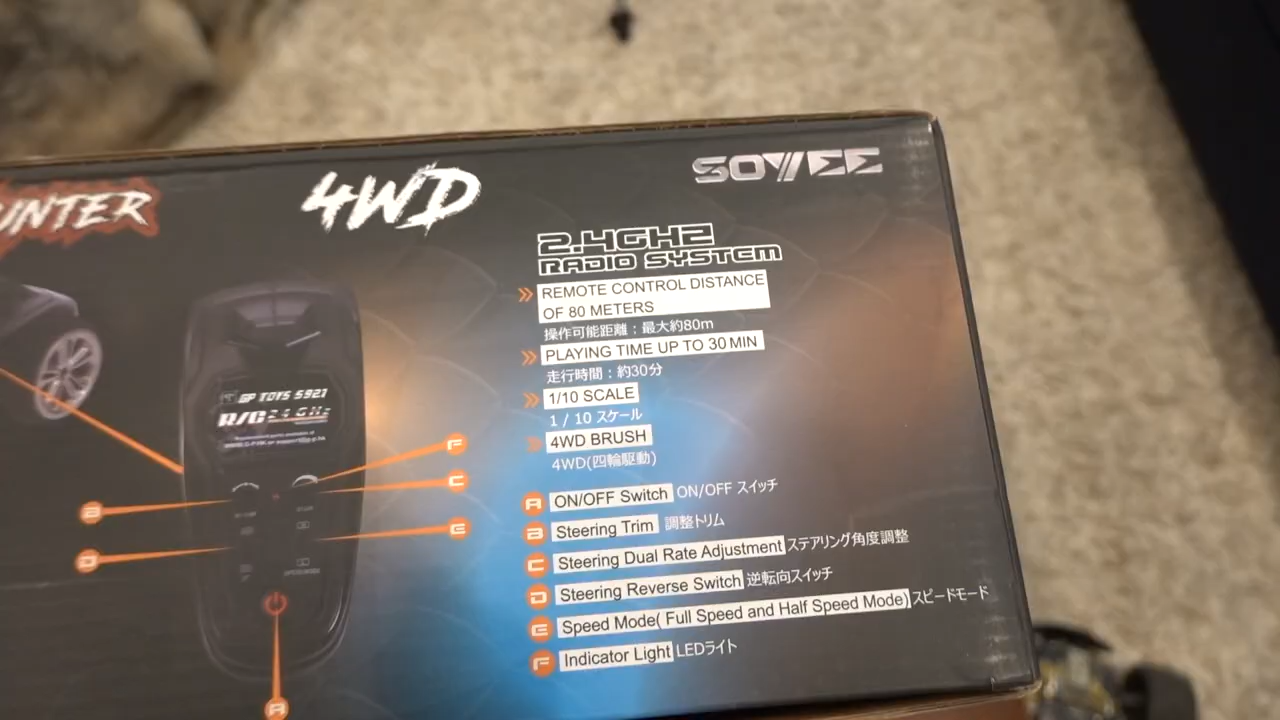 UNTER
4WD
SOYEE
2.4GHZ
RADIO SYSTEM
REMOTE CONTROL DISTANCE
OF 80 METERS
操作可能距離：最大約80m
PLAYING TIME UP TO 30 MIN
走行時間：約30分
1/10 SCALE
1 / 10 スケール
4WD BRUSH
4WD(四輪駆動)
A ON/OFF Switch ON/OFF スイッチ
B Steering Trim 調整トリム
C Steering Dual Rate Adjustment ステアリング角度調整
D Steering Reverse Switch 逆転向スイッチ
E Speed Mode( Full Speed and Half Speed Mode) スピードモード
F Indicator Light LEDライト
GP TOYS S921
R/C 2.4 GHz
F
C
B
E
D
A